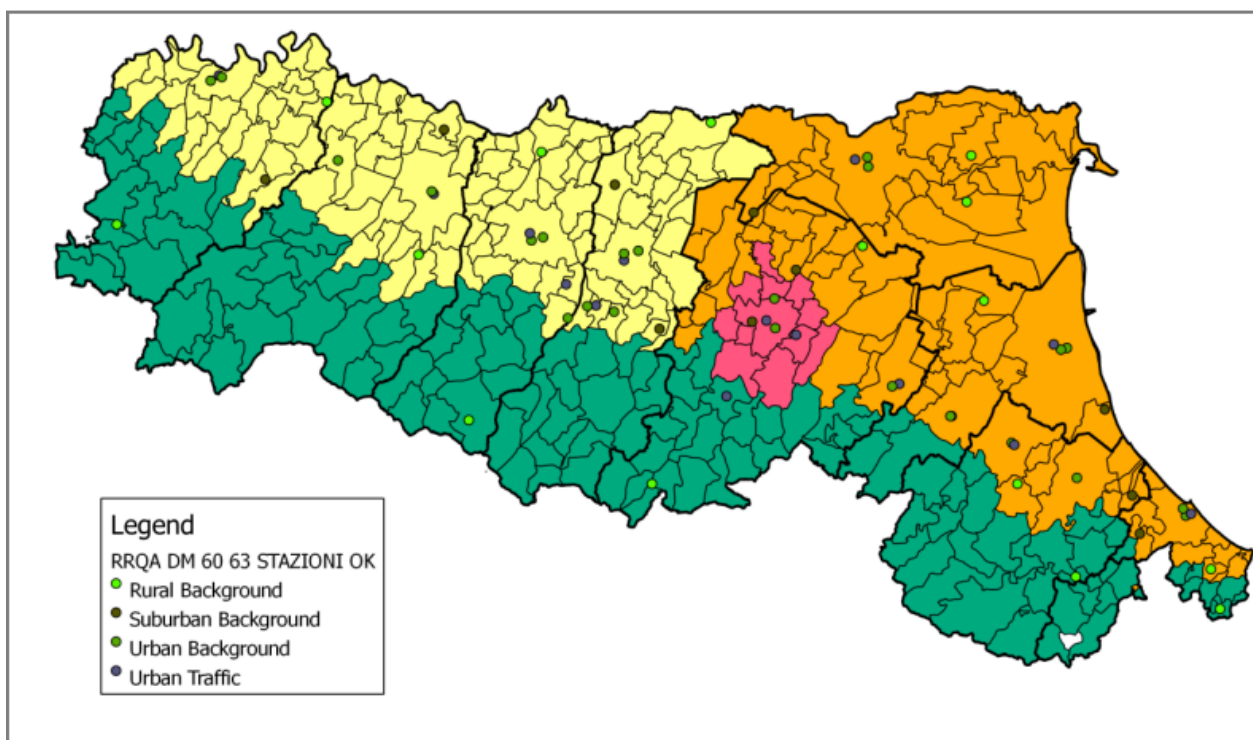 Legend
RRQA DM 60 63 STAZIONI OK
Rural Background
Suburban Background
Urban Background
Urban Traffic